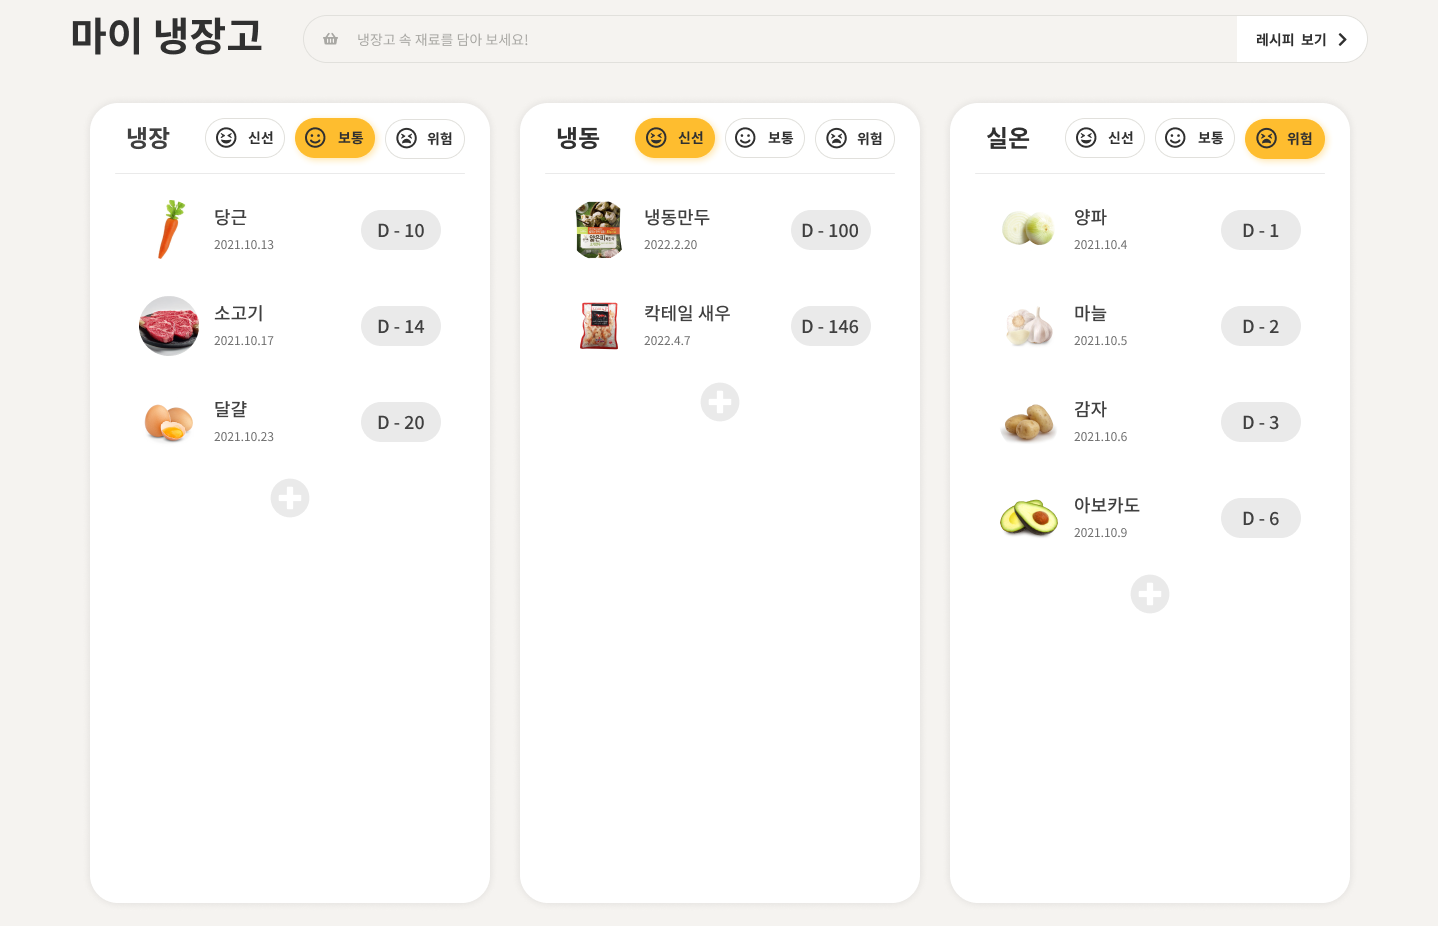 마이 냉장고
냉장고 속 재료를 담아 보세요!
레시피 보기
냉장
신선
보통
위험
당근
2021.10.13
D - 10
소고기
2021.10.17
D - 14
달걀
2021.10.23
D - 20
냉동
신선
보통
위험
냉동만두
2022.2.20
D - 100
칵테일 새우
2022.4.7
D - 146
실온
신선
보통
위험
양파
2021.10.4
D - 1
마늘
2021.10.5
D - 2
감자
2021.10.6
D - 3
아보카도
2021.10.9
D - 6